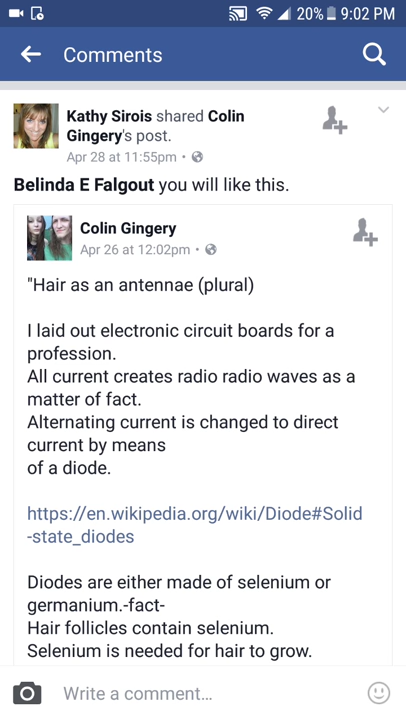 20% 9:02 PM
Comments
Kathy Sirois shared Colin
Gingery's post.
Apr 28 at 11:55pm •
Belinda E Falgout you will like this.
Colin Gingery
Apr 26 at 12:02pm •
"Hair as an antennae (plural)
I laid out electronic circuit boards for a
profession.
All current creates radio radio waves as a
matter of fact.
Alternating current is changed to direct
current by means
of a diode.
https://en.wikipedia.org/wiki/Diode#Solid
-state_diodes
Diodes are either made of selenium or
germanium.-fact-
Hair follicles contain selenium.
Selenium is needed for hair to grow.
Write a comment...